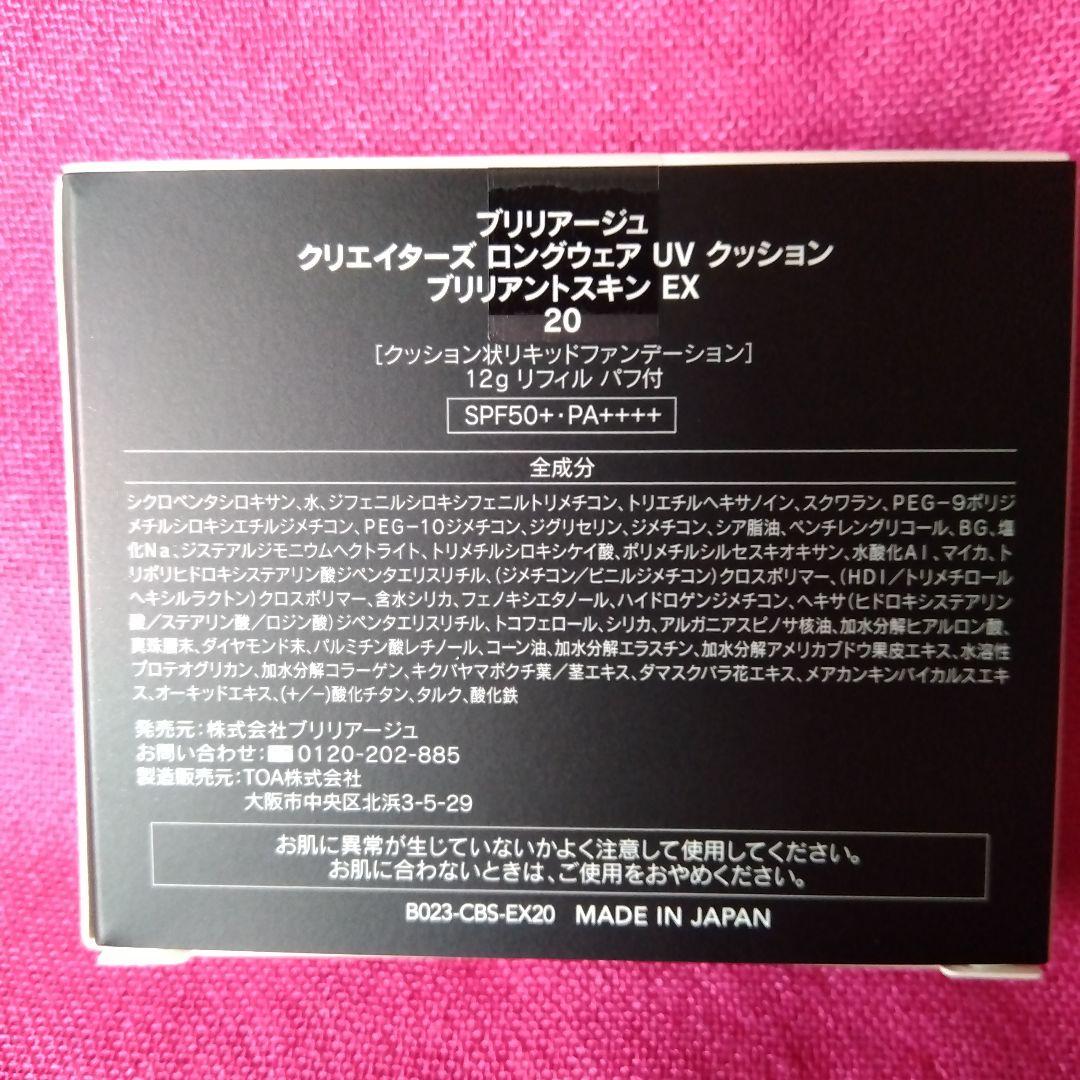 ブリリアージュ
クリエイターズ ロングウェア UV クッション
ブリリアントスキン EX
20
[クッション状リキッドファンデーション]
12g リフィル パフ付
SPF50+・PA++++
全成分
シクロペンタシロキサン、水、ジフェニルシロキシフェニルトリメチコン、トリエチルヘキサノイン、スクワラン、PEG-9ポリジ
メチルシロキシエチルジメチコン、PEG-10ジメチコン、ジグリセリン、ジメチコン、シア脂油、ペンチレングリコール、BG、塩
化Na、ジステアルジモニウムヘクトライト、トリメチルシロキシケイ酸、ポリメチルシルセスキオキサン、水酸化Al、マイカ、ト
リポリヒドロキシステアリン酸ジペンタエリスリチル、(ジメチコン/ビニルジメチコン)クロスポリマー、(HDI/トリメチロール
ヘキシルラクトン)クロスポリマー、含水シリカ、フェノキシエタノール、ハイドロゲンジメチコン、ヘキサ(ヒドロキシステアリン
酸/ステアリン酸/ロジン酸)ジペンタエリスリチル、トコフェロール、シリカ、アルガニアスピノサ核油、加水分解ヒアルロン酸、
真珠層末、ダイヤモンド末、パルミチン酸レチノール、コーン油、加水分解エラスチン、加水分解アメリカブドウ果皮エキス、水溶性
プロテオグリカン、加水分解コラーゲン、キクバヤマボクチ葉/茎エキス、ダマスクバラ花エキス、メアカンキンバイカルスエキ
ス、オーキッドエキス、(+/-)酸化チタン、タルク、酸化鉄
発売元:株式会社ブリリアージュ
お問い合わせ:0120-202-885
製造販売元:TOA株式会社
大阪市中央区北浜3-5-29
お肌に異常が生じていないかよく注意して使用してください。
お肌に合わないときは、ご使用をおやめください。
B023-CBS-EX20 MADE IN JAPAN